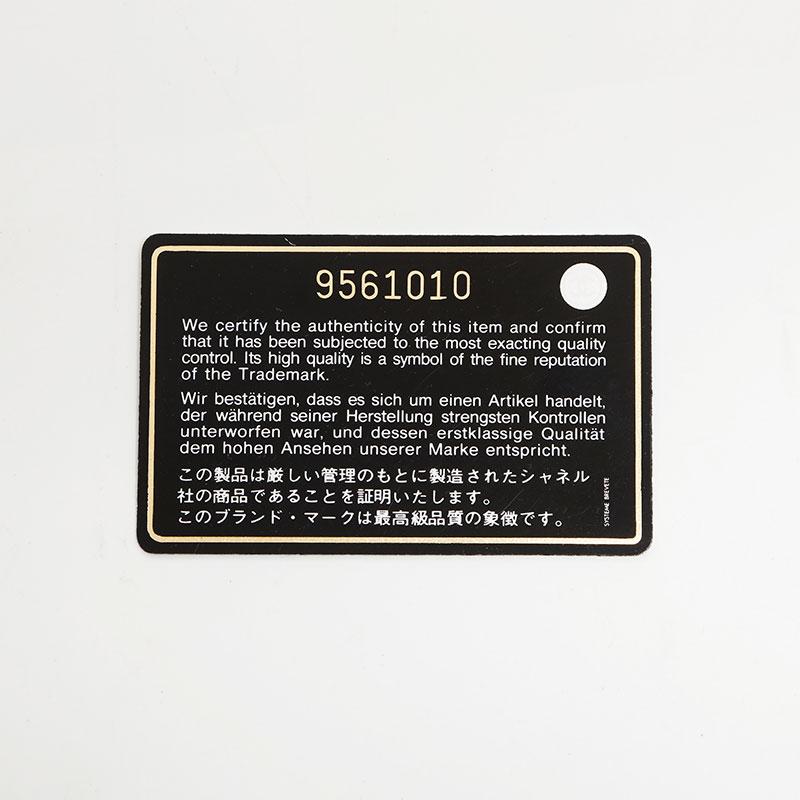 9561010
We certify the authenticity of this item and confirm
that it has been subjected to the most exacting quality
control. Its high quality is a symbol of the fine reputation
of the Trademark.
Wir bestätigen, dass es sich um einen Artikel handelt,
der während seiner Herstellung strengsten Kontrollen
unterworfen war, und dessen erstklassige Qualität
dem hohen Ansehen unserer Marke entspricht.
この製品は厳しい管理のもとに製造されたシャネル
社の商品であることを証明いたします。
このブランド・マークは最高級品質の象徴です。
SYSTEME BREVETE